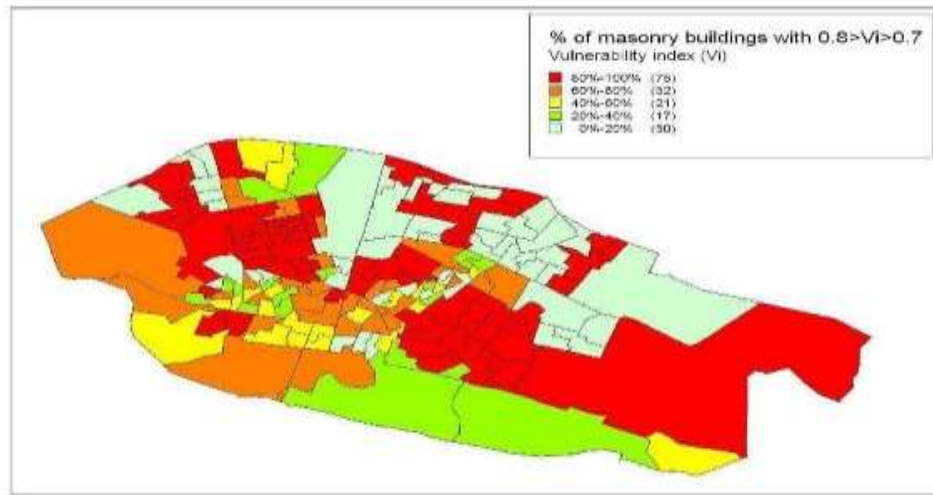 % of masonry buildings with 0.8>Vi>0.7
Vulnerability index (Vi)
80%-100% (76)
60%-80% (32)
40%-60% (21)
20%-40% (17)
0%-20% (50)